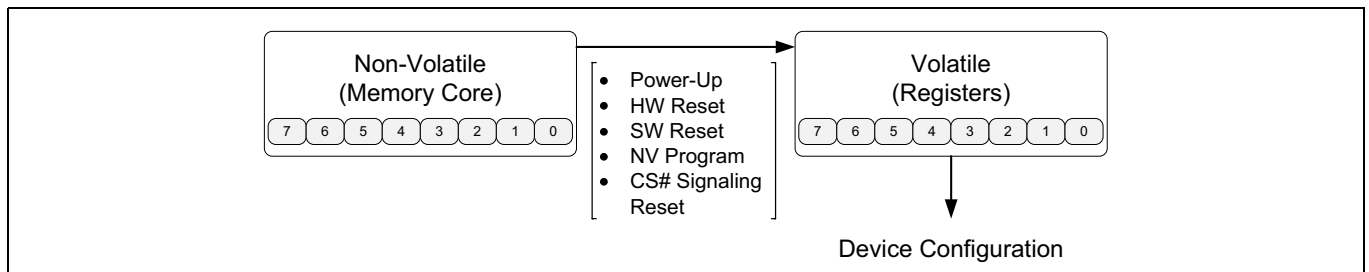 Non-Volatile
(Memory Core)
7 6 5 4 3 2 1 0
• Power-Up
• HW Reset
• SW Reset
• NV Program
• CS# Signaling
Reset
Volatile
(Registers)
7 6 5 4 3 2 1 0
Device Configuration